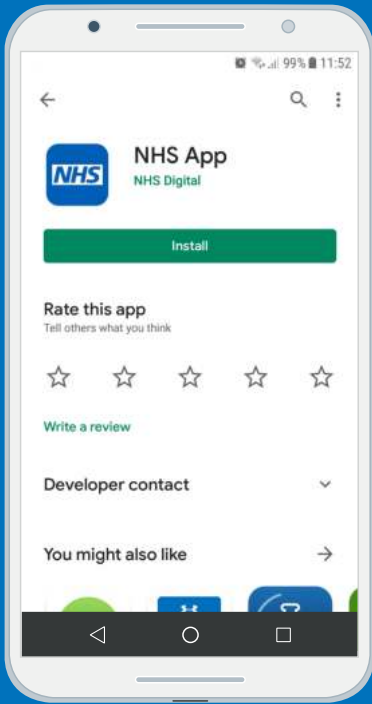 99% 11:52
NHS
NHS App
NHS Digital
Install
Rate this app
Tell others what you think
Write a review
Developer contact
You might also like